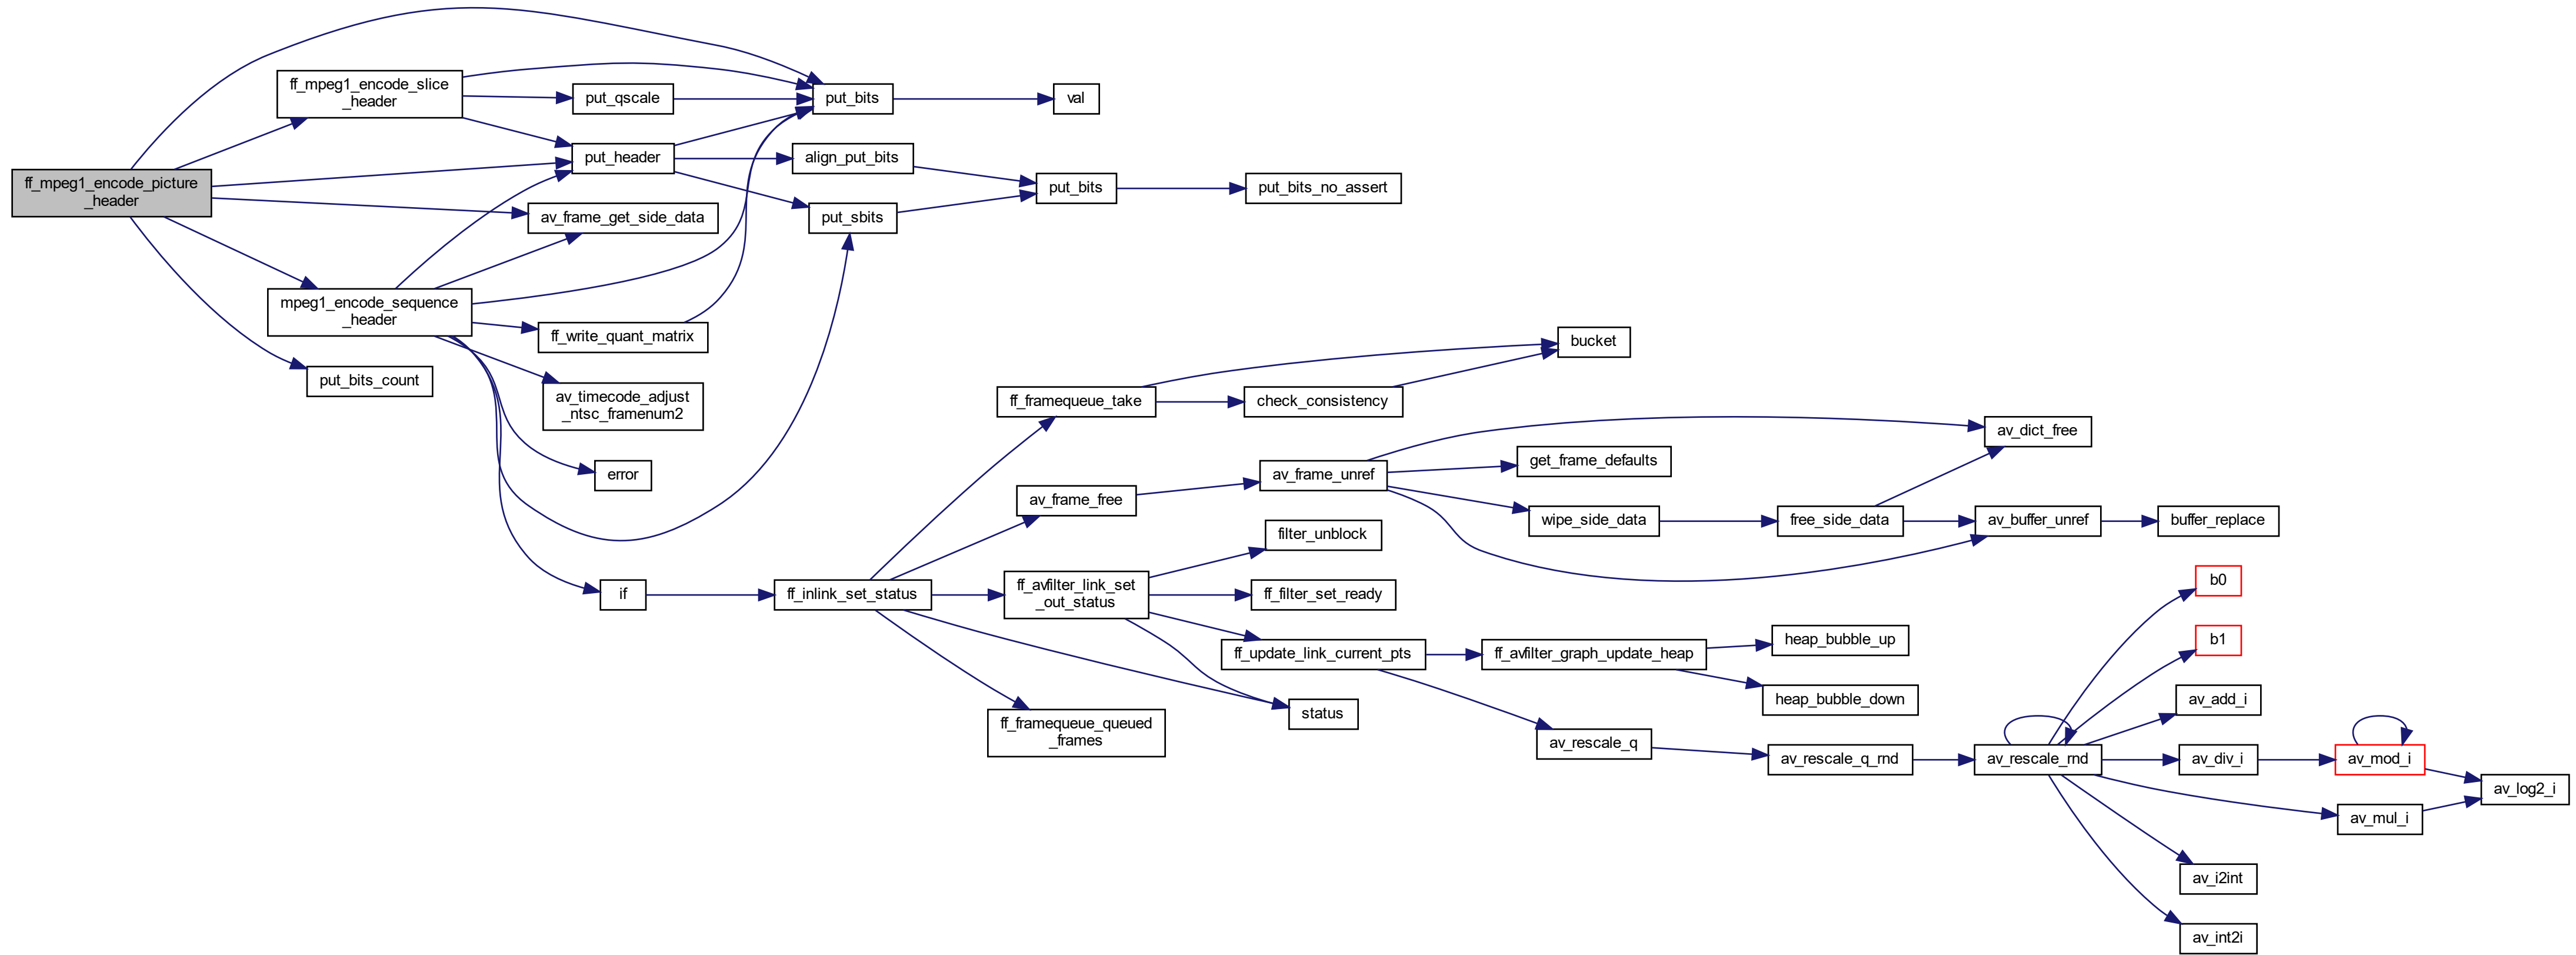 ff_mpeg1_encode_picture
_header
ff_mpeg1_encode_slice
_header
put_qscale
put_bits
val
put_header
align_put_bits
put_bits
put_bits_no_assert
av_frame_get_side_data
put_sbits
mpeg1_encode_sequence
_header
ff_write_quant_matrix
put_bits_count
av_timecode_adjust
_ntsc_framenum2
error
if
ff_inlink_set_status
ff_framequeue_take
bucket
check_consistency
av_frame_free
av_frame_unref
av_dict_free
get_frame_defaults
wipe_side_data
free_side_data
av_buffer_unref
buffer_replace
ff_avfilter_link_set
_out_status
filter_unblock
ff_filter_set_ready
ff_update_link_current_pts
ff_avfilter_graph_update_heap
heap_bubble_up
heap_bubble_down
status
ff_framequeue_queued
_frames
av_rescale_q
av_rescale_q_rnd
av_rescale_rnd
b0
b1
av_add_i
av_div_i
av_mod_i
av_log2_i
av_mul_i
av_i2int
av_int2i